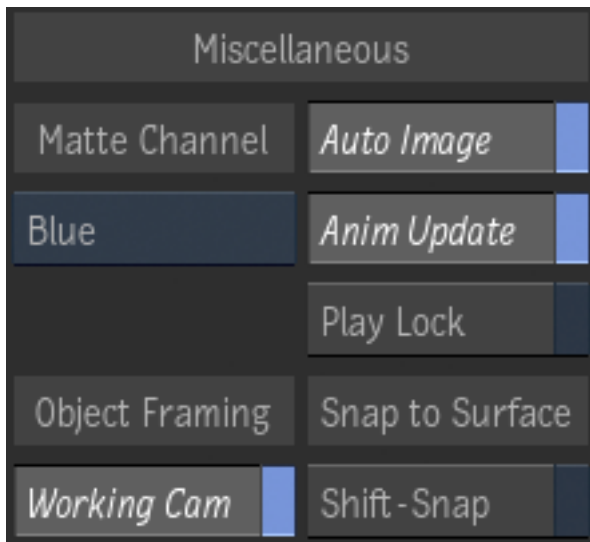 Miscellaneous
Matte Channel
Auto Image
Blue
Anim Update
Play Lock
Object Framing
Snap to Surface
Working Cam
Shift-Snap